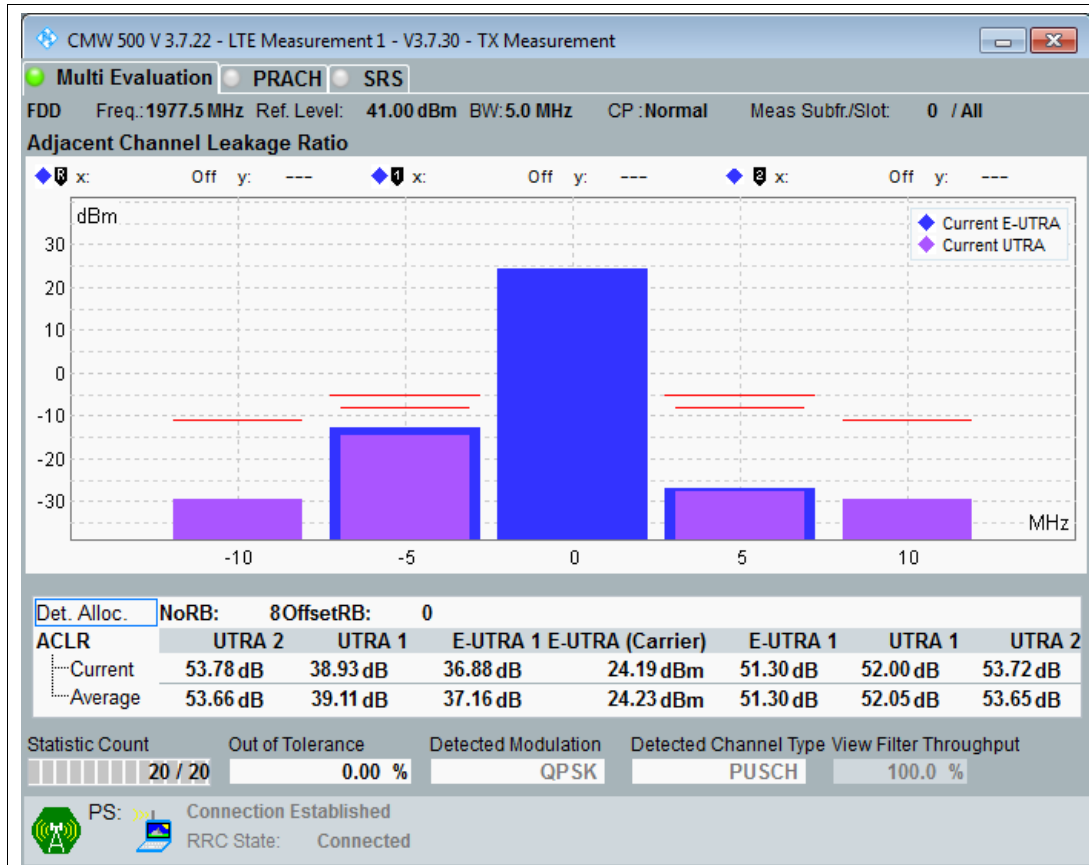 CMW 500 V 3.7.22 - LTE Measurement 1 - V3.7.30 - TX Measurement
Multi Evaluation PRACH SRS
FDD Freq.: 1977.5 MHz Ref. Level: 41.00 dBm BW: 5.0 MHz CP : Normal Meas Subfr./Slot: 0 / All
Adjacent Channel Leakage Ratio
R x: Off y: --- 1 x: Off y: --- 2 x: Off y: ---
dBm
Current E-UTRA
Current UTRA
30
20
10
0
-10
-20
-30
MHz
-10 -5 0 5 10
Det. Alloc. NoRB: 8 OffsetRB: 0
ACLR UTRA 2 UTRA 1 E-UTRA 1 E-UTRA (Carrier) E-UTRA 1 UTRA 1 UTRA 2
Current 53.78 dB 38.93 dB 36.88 dB 24.19 dBm 51.30 dB 52.00 dB 53.72 dB
Average 53.66 dB 39.11 dB 37.16 dB 24.23 dBm 51.30 dB 52.05 dB 53.65 dB
Statistic Count Out of Tolerance Detected Modulation Detected Channel Type View Filter Throughput
20 / 20 0.00 % QPSK PUSCH 100.0 %
PS: Connection Established
RRC State: Connected